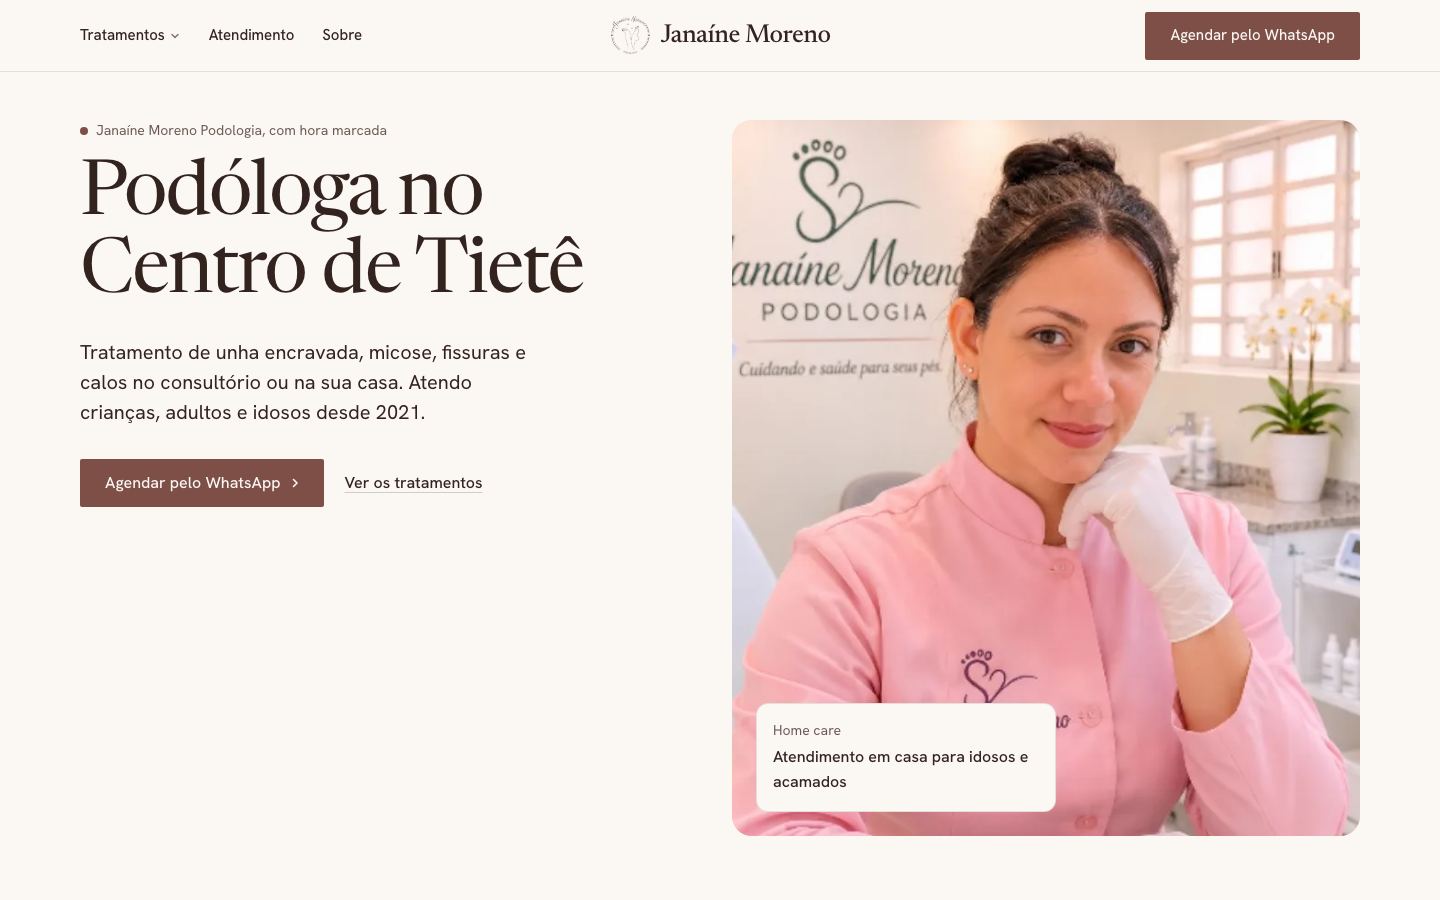 Tratamentos
Atendimento
Sobre
Janaíne Moreno
Agendar pelo WhatsApp
Janaíne Moreno Podologia, com hora marcada
Podóloga no
Centro de Tietê
Tratamento de unha encravada, micose, fissuras e
calos no consultório ou na sua casa. Atendo
crianças, adultos e idosos desde 2021.
Agendar pelo WhatsApp
Ver os tratamentos
anaíne Moreno
PODOLOGIA
Cuidando e saúde para seus pés.
Home care
Atendimento em casa para idosos e
acamados